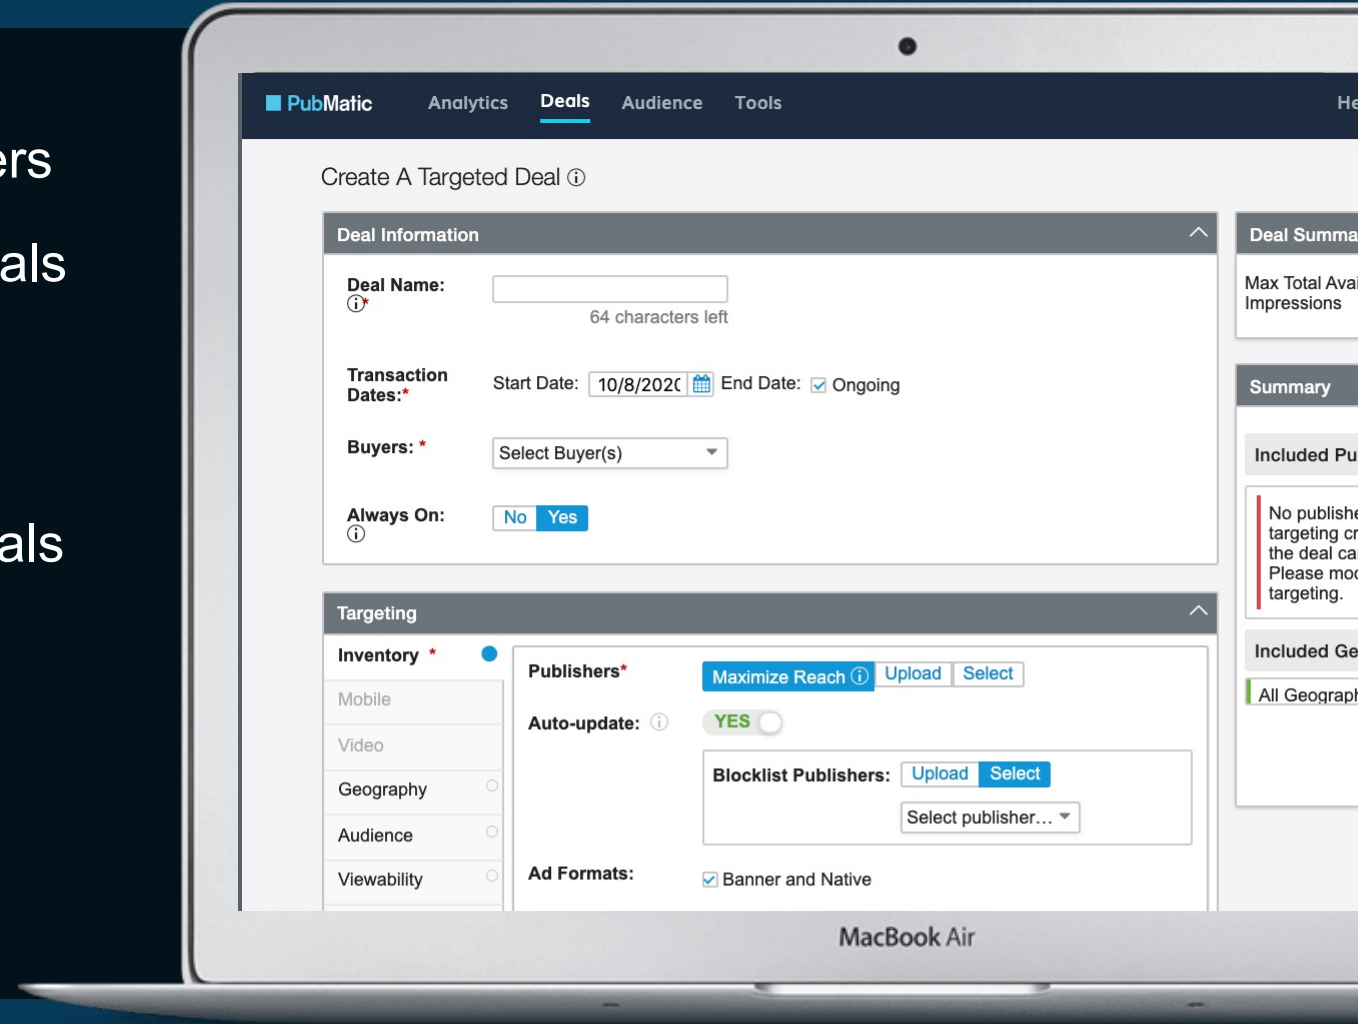 ers
als
als
PubMatic Analytics Deals Audience Tools He
Create A Targeted Deal
Deal Information
Deal Name:
*
64 characters left
Transaction
Dates:*
Start Date: 10/8/202 End Date: Ongoing
Buyers: *
Select Buyer(s)
Always On:
No Yes
Targeting
Inventory *
Mobile
Video
Geography
Audience
Viewability
Publishers*
Maximize Reach Upload Select
Auto-update: YES
Blocklist Publishers: Upload Select
Select publisher...
Ad Formats: Banner and Native
Deal Summa
Max Total Avai
Impressions
Summary
Included Pu
No publishe
targeting cr
the deal ca
Please mod
targeting.
Included Ge
All Geograph
MacBook Air